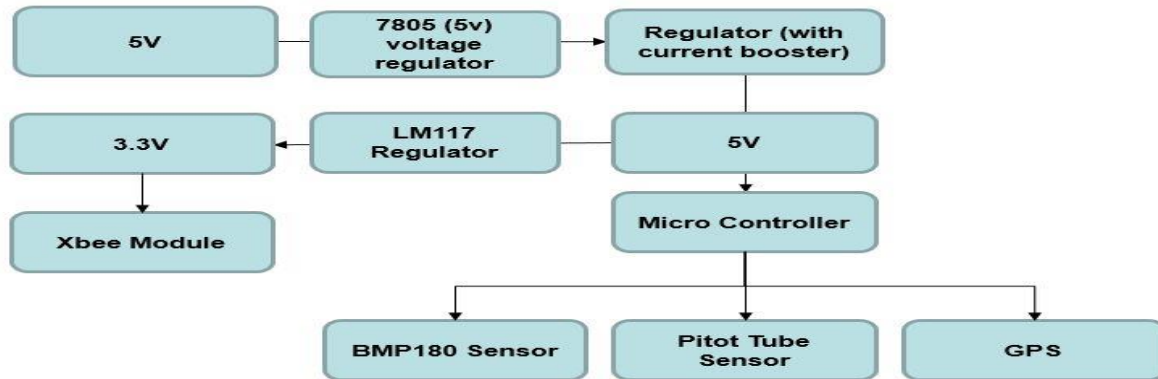 5V
7805 (5v)
voltage
regulator
Regulator (with
current booster)
3.3V
LM117
Regulator
5V
Xbee Module
Micro Controller
BMP180 Sensor
Pitot Tube
Sensor
GPS